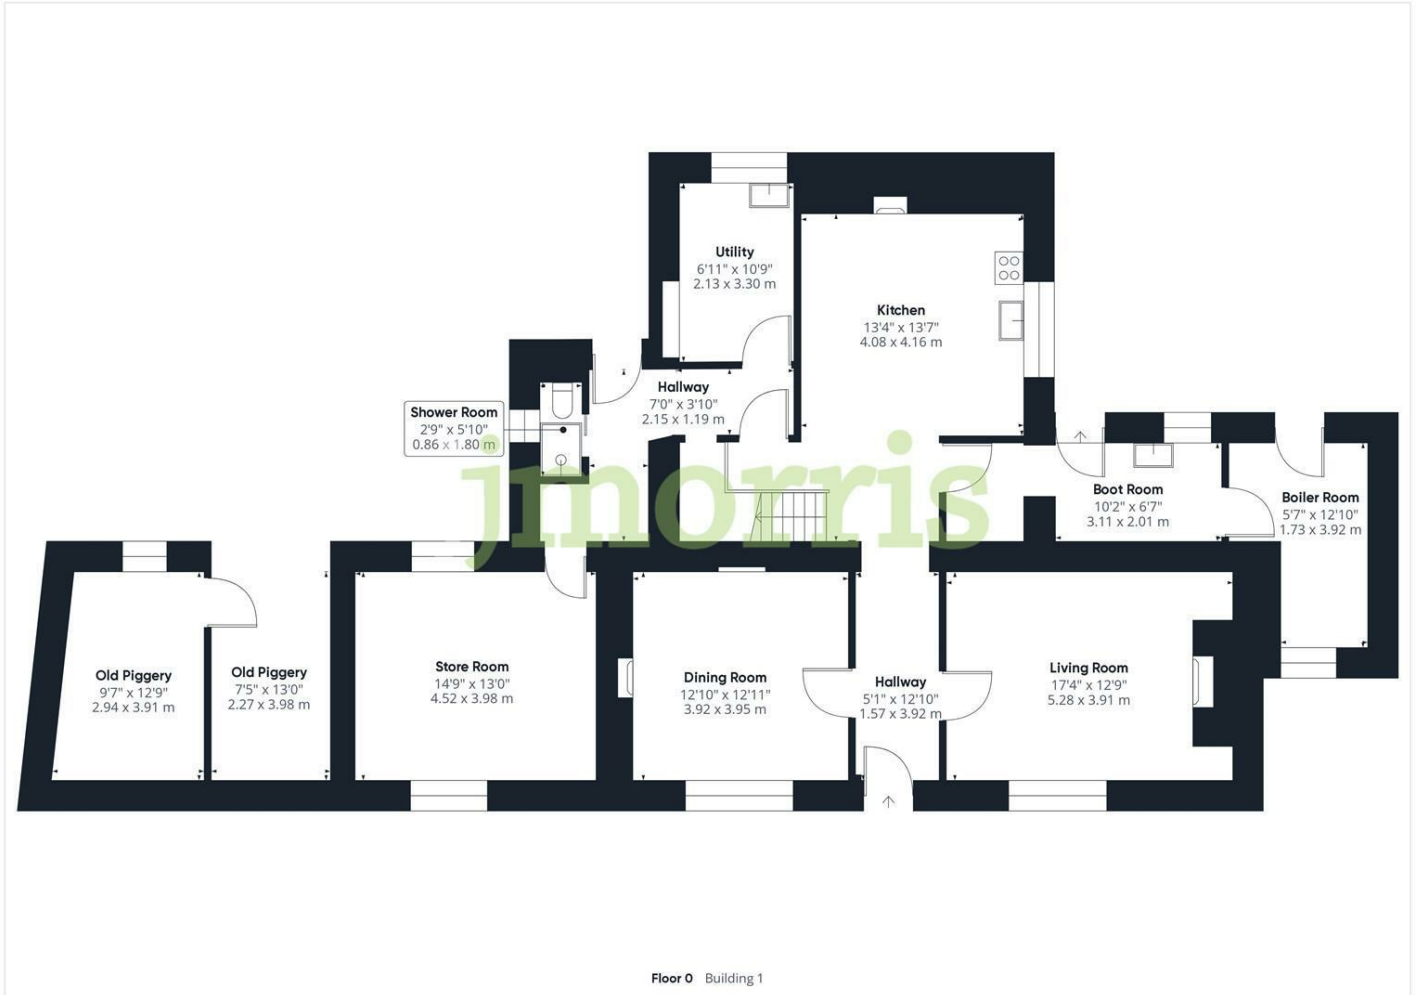 Utility
6'11" x 10'9"
2.13 x 3.30 m
Kitchen
13'4" x 13'7"
4.08 x 4.16 m
Hallway
7'0" x 3'10"
2.15 x 1.19 m
Shower Room
2'9" x 5'10"
0.86 x 1.80 m
jmorris
Boot Room
10'2" x 6'7"
3.11 x 2.01 m
Boiler Room
5'7" x 12'10"
1.73 x 3.92 m
Old Piggery
9'7" x 12'9"
2.94 x 3.91 m
Old Piggery
7'5" x 13'0"
2.27 x 3.98 m
Store Room
14'9" x 13'0"
4.52 x 3.98 m
Dining Room
12'10" x 12'11"
3.92 x 3.95 m
Hallway
5'1" x 12'10"
1.57 x 3.92 m
Living Room
17'4" x 12'9"
5.28 x 3.91 m
Floor 0 Building 1